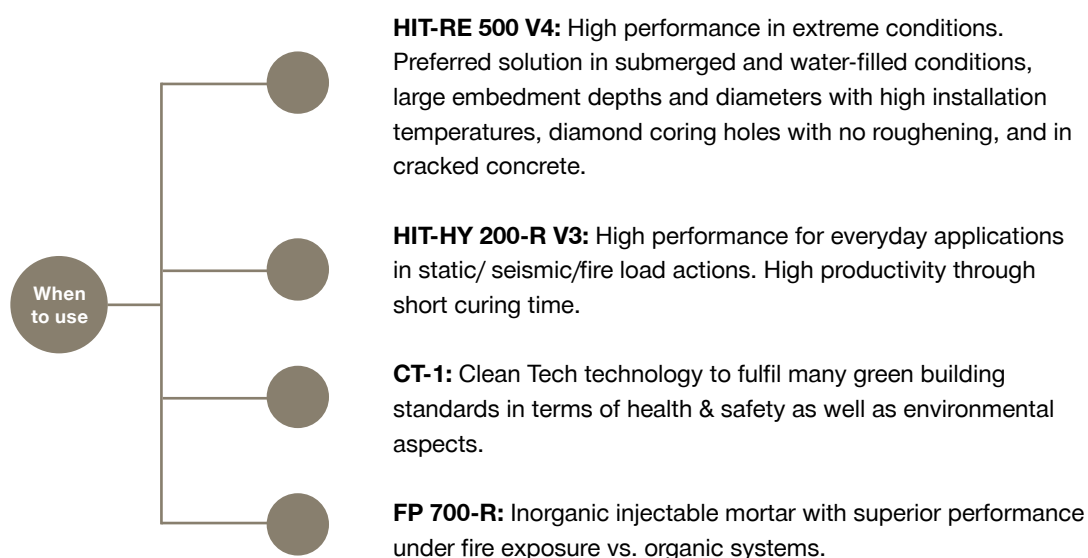 When
to use
HIT-RE 500 V4: High performance in extreme conditions.
Preferred solution in submerged and water-filled conditions,
large embedment depths and diameters with high installation
temperatures, diamond coring holes with no roughening, and in
cracked concrete.
HIT-HY 200-R V3: High performance for everyday applications
in static/ seismic/fire load actions. High productivity through
short curing time.
CT-1: Clean Tech technology to fulfil many green building
standards in terms of health & safety as well as environmental
aspects.
FP 700-R: Inorganic injectable mortar with superior performance
under fire exposure vs. organic systems.